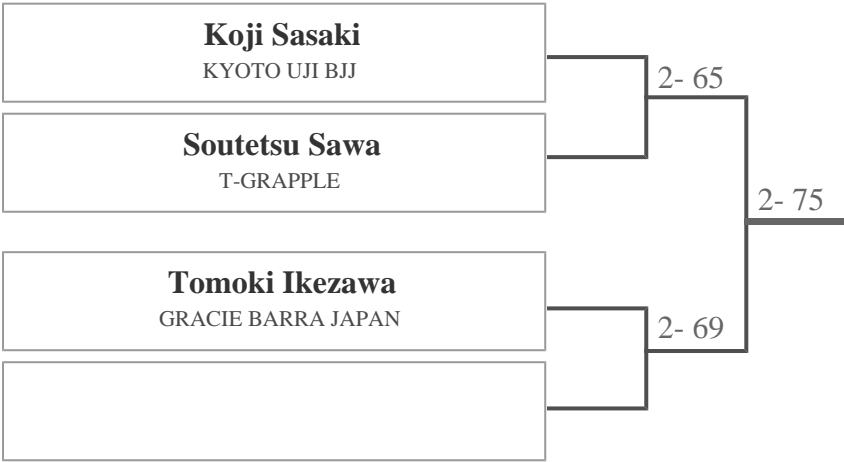 Koji Sasaki
KYOTO UJI BJJ
2- 65
Soutetsu Sawa
T-GRAPPLE
2- 75
Tomoki Ikezawa
GRACIE BARRA JAPAN
2- 69